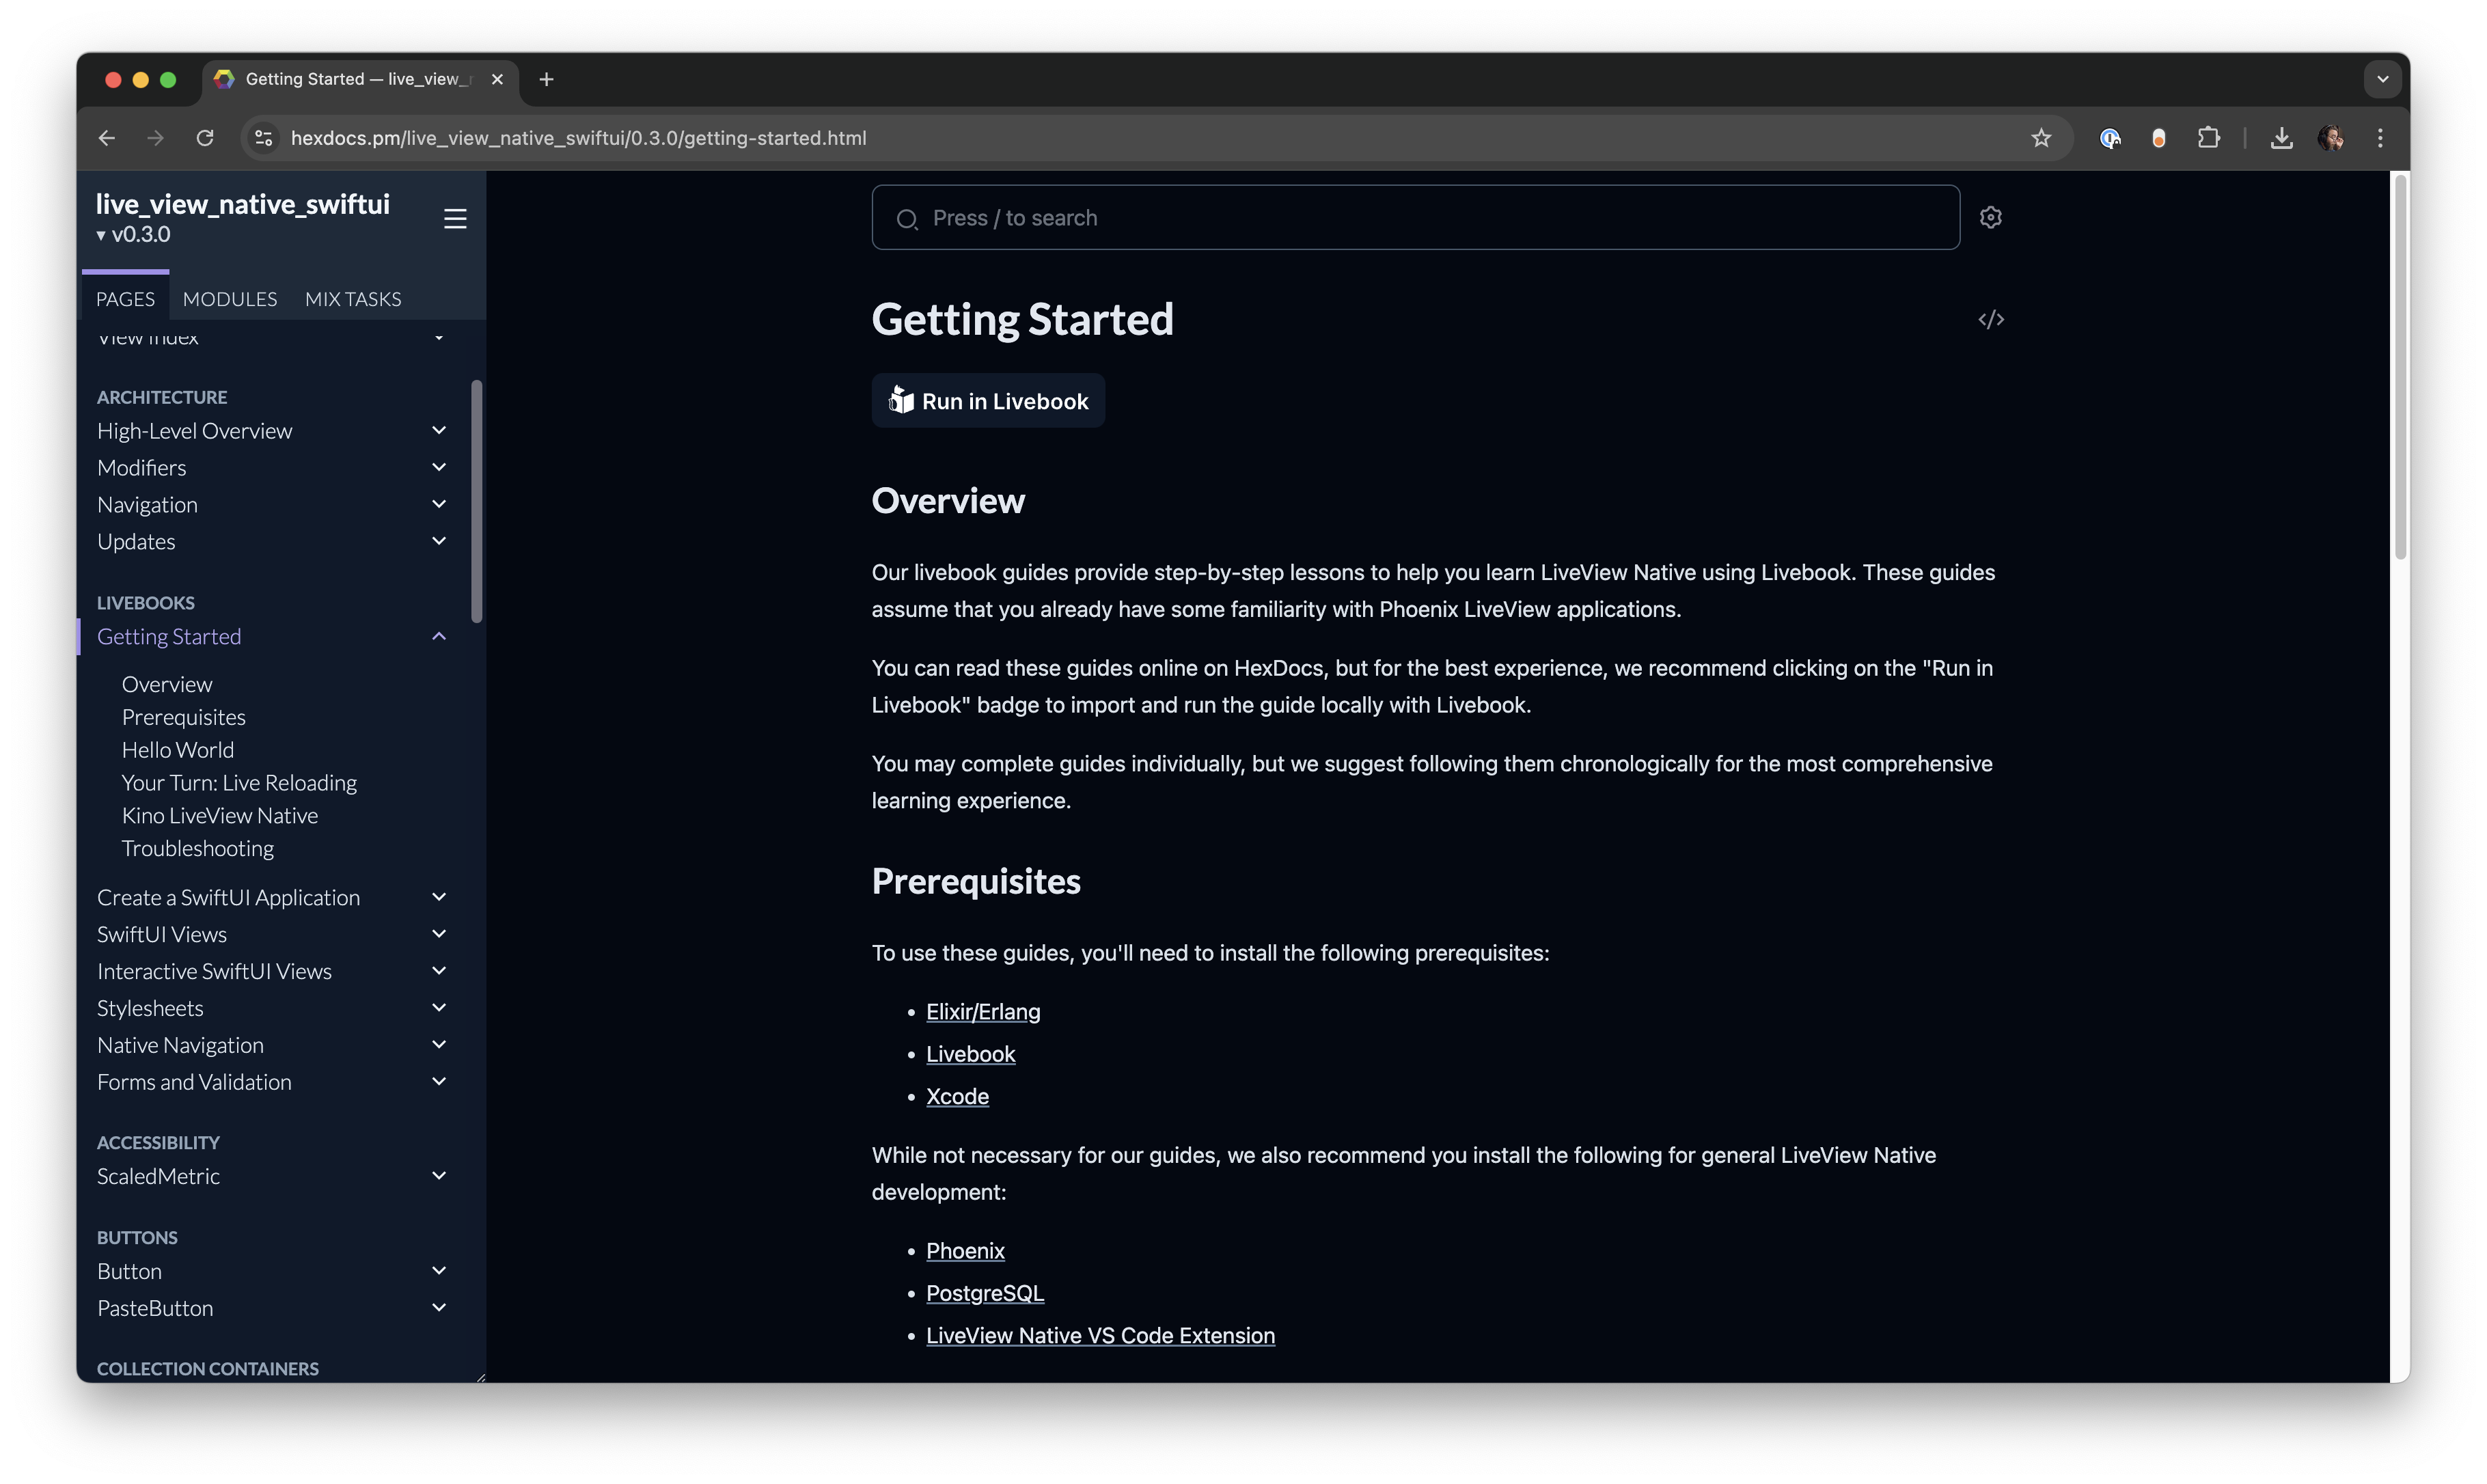 Getting Started — live_view_
hexdocs.pm/live_view_native_swiftui/0.3.0/getting-started.html
live_view_native_swiftui
v0.3.0
PAGES MODULES MIX TASKS
View Index
ARCHITECTURE
High-Level Overview
Modifiers
Navigation
Updates
LIVEBOOKS
Getting Started
Overview
Prerequisites
Hello World
Your Turn: Live Reloading
Kino LiveView Native
Troubleshooting
Create a SwiftUI Application
SwiftUI Views
Interactive SwiftUI Views
Stylesheets
Native Navigation
Forms and Validation
ACCESSIBILITY
ScaledMetric
BUTTONS
Button
PasteButton
COLLECTION CONTAINERS
Press / to search
Getting Started
</>
Run in Livebook
Overview
Our livebook guides provide step-by-step lessons to help you learn LiveView Native using Livebook. These guides
assume that you already have some familiarity with Phoenix LiveView applications.
You can read these guides online on HexDocs, but for the best experience, we recommend clicking on the "Run in
Livebook" badge to import and run the guide locally with Livebook.
You may complete guides individually, but we suggest following them chronologically for the most comprehensive
learning experience.
Prerequisites
To use these guides, you'll need to install the following prerequisites:
• Elixir/Erlang
• Livebook
• Xcode
While not necessary for our guides, we also recommend you install the following for general LiveView Native
development:
• Phoenix
• PostgreSQL
• LiveView Native VS Code Extension